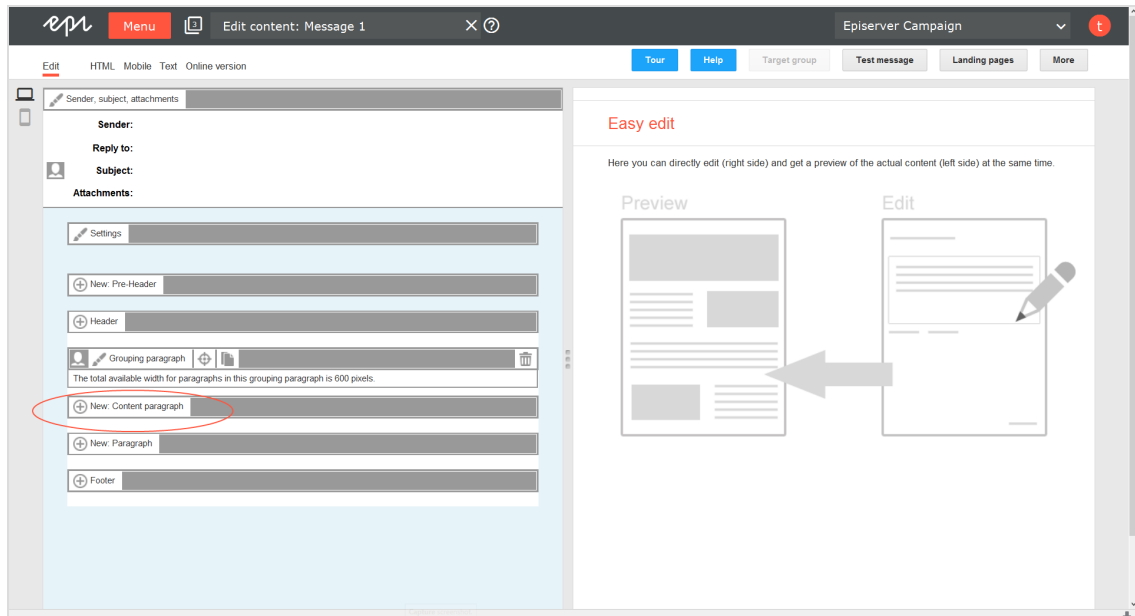 epi
Menu
3
Edit content: Message 1
Episerver Campaign
t
Edit
HTML
Mobile
Text
Online version
Tour
Help
Target group
Test message
Landing pages
More
Sender, subject, attachments
Sender:
Reply to:
Subject:
Attachments:
Settings
New: Pre-Header
Header
Grouping paragraph
The total available width for paragraphs in this grouping paragraph is 600 pixels.
New: Content paragraph
New: Paragraph
Footer
Easy edit
Here you can directly edit (right side) and get a preview of the actual content (left side) at the same time.
Preview
Edit